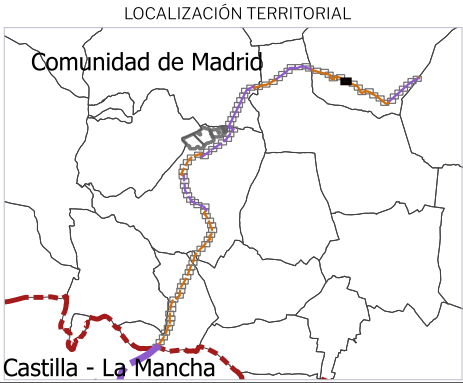 LOCALIZACIÓN TERRITORIAL
Comunidad de Madrid
Castilla - La Mancha